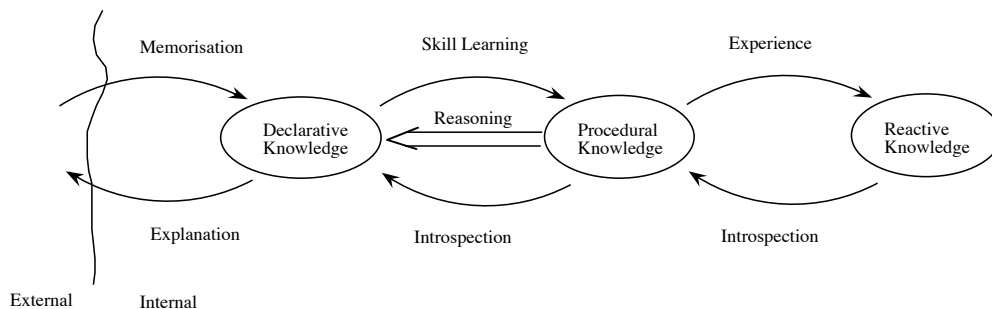 Memorisation
Skill Learning
Experience
Declarative
Knowledge
Reasoning
Procedural
Knowledge
Reactive
Knowledge
Explanation
Introspection
Introspection
External
Internal